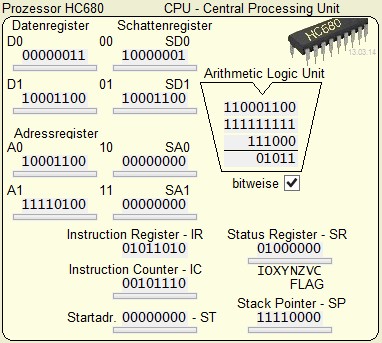 Prozessor HC680 CPU - Central Processing Unit
Datenregister Schattenregister
HC680
13.03.14
D0 00 SD0
00000011 10000001
Arithmetic Logic Unit
D1 01 SD1
10001100 10001100
110001100
111111111
111000
01011
Adressregister
A0 10 SA0
10001100 00000000
bitweise
A1 11 SA1
11110100 00000000
Instruction Register - IR Status Register - SR
01011010 01000000
Instruction Counter - IC IOXYNZVC
00101110 FLAG
Stack Pointer - SP
Startadr. 00000000 - ST 11110000